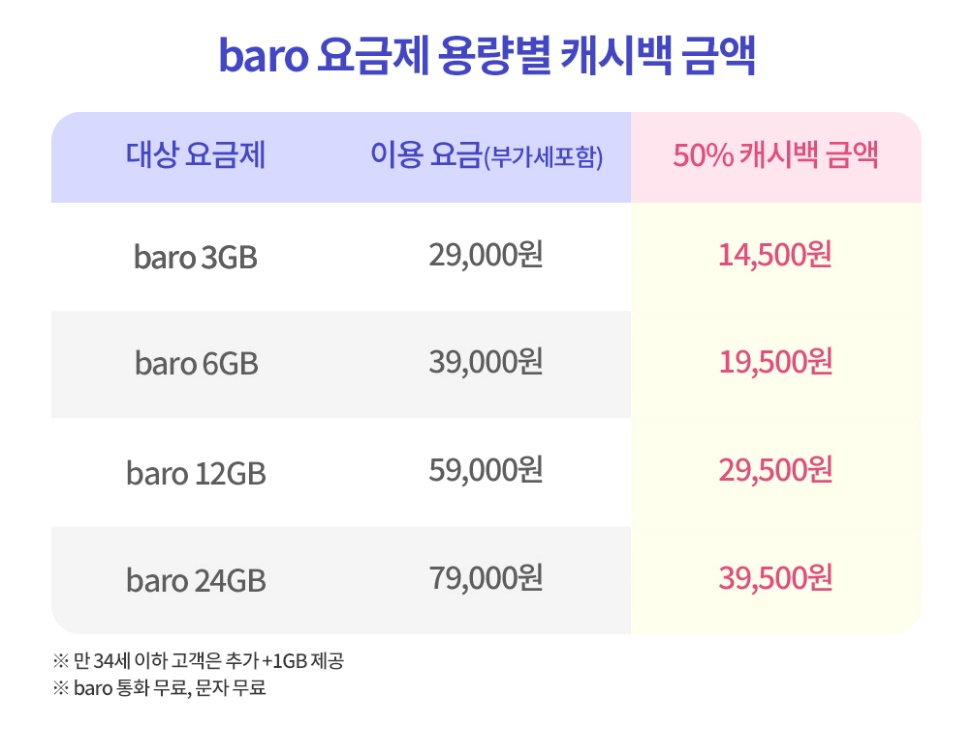 baro 요금제 용량별 캐시백 금액
대상 요금제 이용 요금(부가세포함) 50% 캐시백 금액
baro 3GB 29,000원 14,500원
baro 6GB 39,000원 19,500원
baro 12GB 59,000원 29,500원
baro 24GB 79,000원 39,500원
※ 만 34세 이하 고객은 추가 +1GB 제공
※ baro 통화 무료, 문자 무료